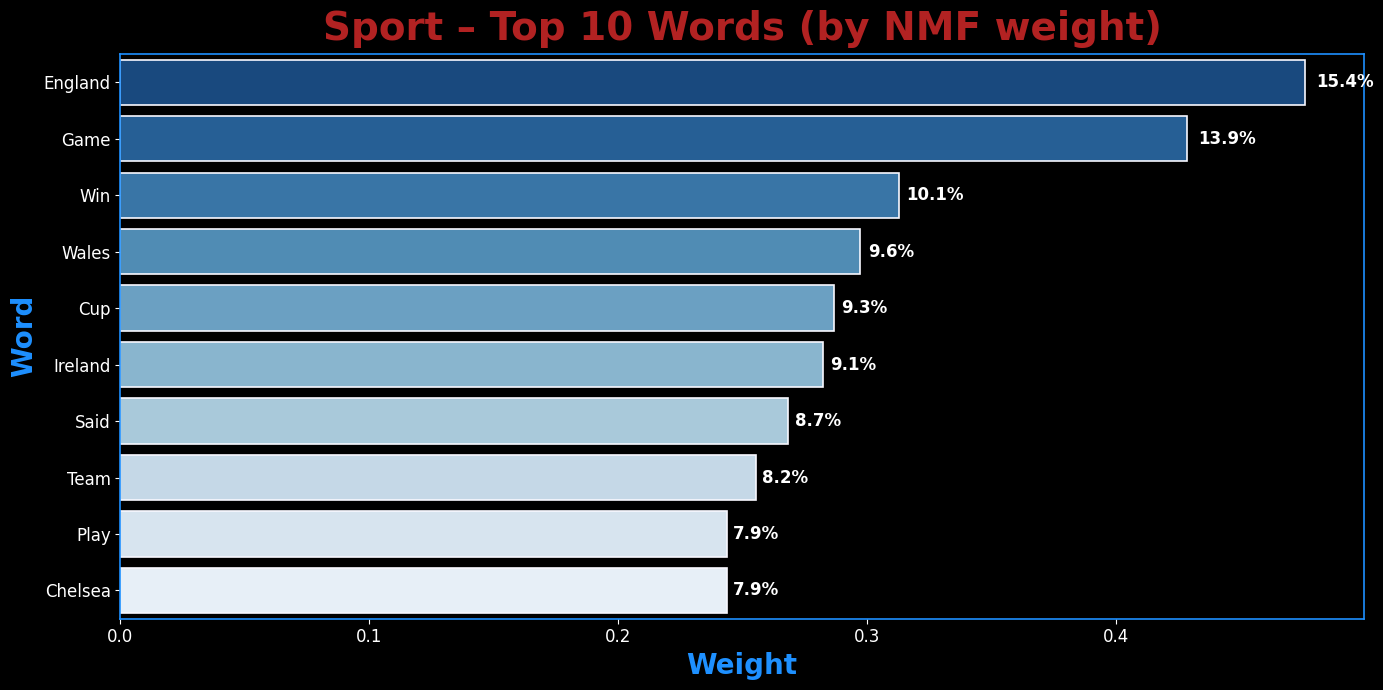 Sport – Top 10 Words (by NMF weight)
England 15.4%
Game 13.9%
Win 10.1%
Wales 9.6%
Cup 9.3%
Ireland 9.1%
Said 8.7%
Team 8.2%
Play 7.9%
Chelsea 7.9%
Word
0.0 0.1 0.2 0.3 0.4
Weight